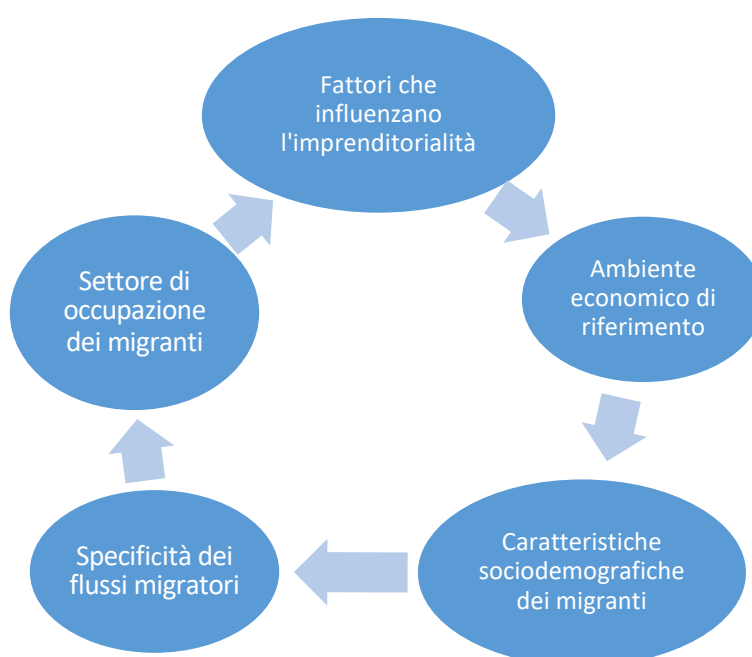 Fattori che
influenzano
l'imprenditorialità
Ambiente
economico di
riferimento
Caratteristiche
sociodemografiche
dei migranti
Specificità dei
flussi migratori
Settore di
occupazione
dei migranti